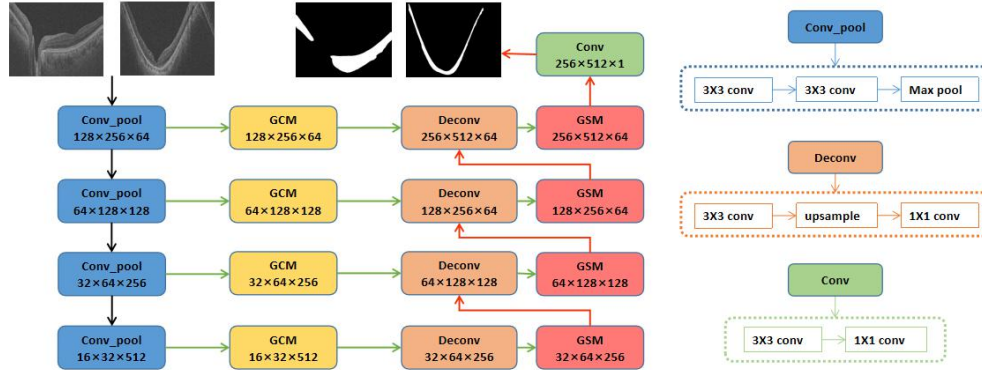 Conv
256×512×1
Conv_pool
128×256×64
GCM
128×256×64
Deconv
256×512×64
GSM
256×512×64
Conv_pool
64×128×128
GCM
64×128×128
Deconv
128×256×64
GSM
128×256×64
Conv_pool
32×64×256
GCM
32×64×256
Deconv
64×128×128
GSM
64×128×128
Conv_pool
16×32×512
GCM
16×32×512
Deconv
32×64×256
GSM
32×64×256
Conv_pool
3X3 conv
3X3 conv
Max pool
Deconv
3X3 conv
upsample
1X1 conv
Conv
3X3 conv
1X1 conv